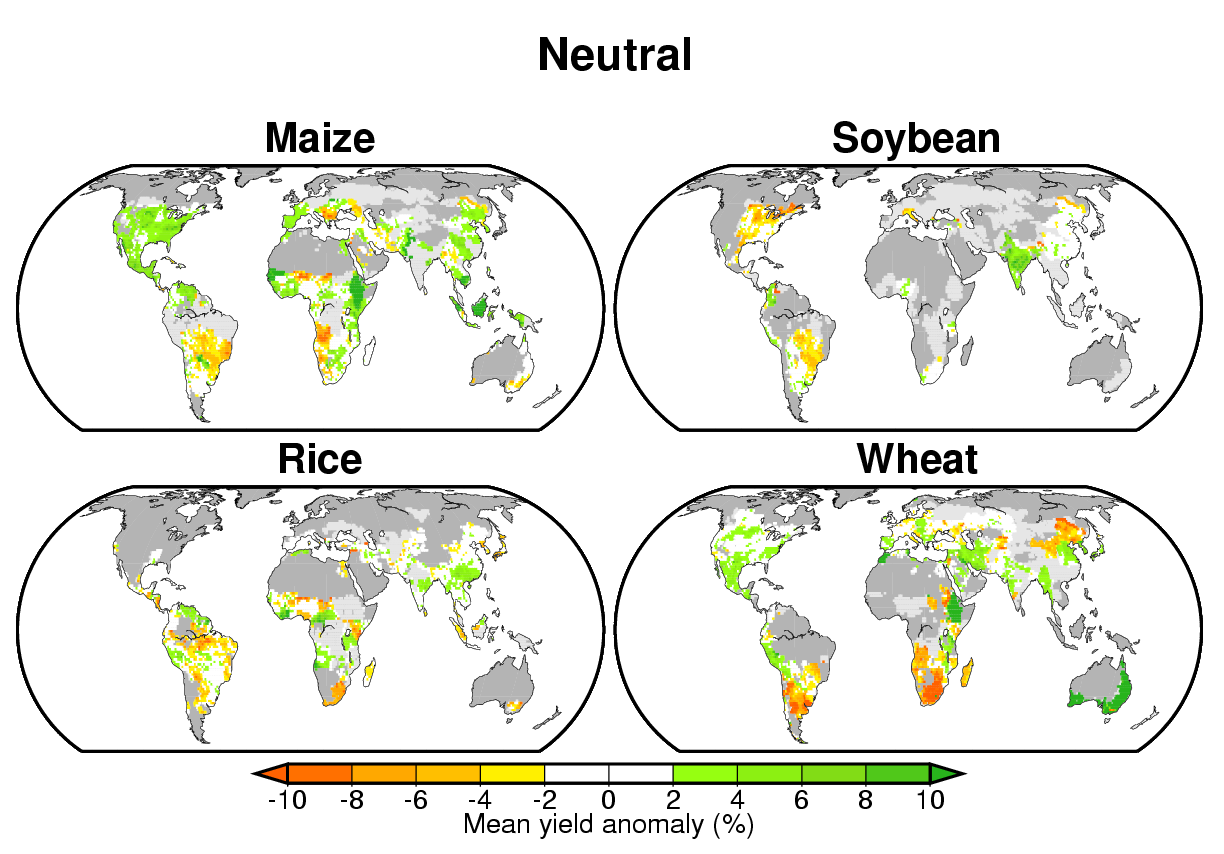 Neutral
Maize
Soybean
Rice
Wheat
-10 -8 -6 -4 -2 0 2 4 6 8 10
Mean yield anomaly (%)